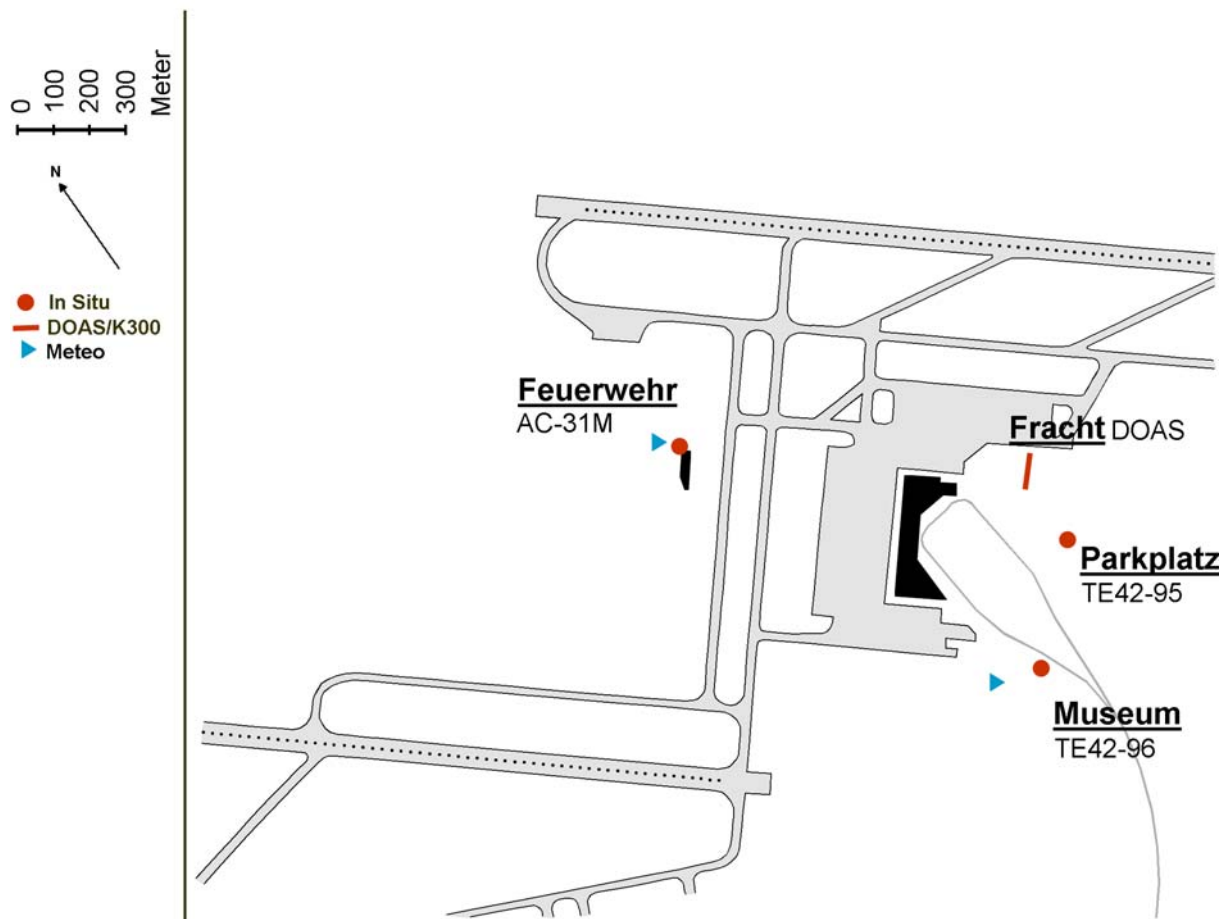 0
100
200
300
Meter
N
In Situ
DOAS/K300
Meteo
Feuerwehr
AC-31M
Fracht DOAS
Parkplatz
TE42-95
Museum
TE42-96